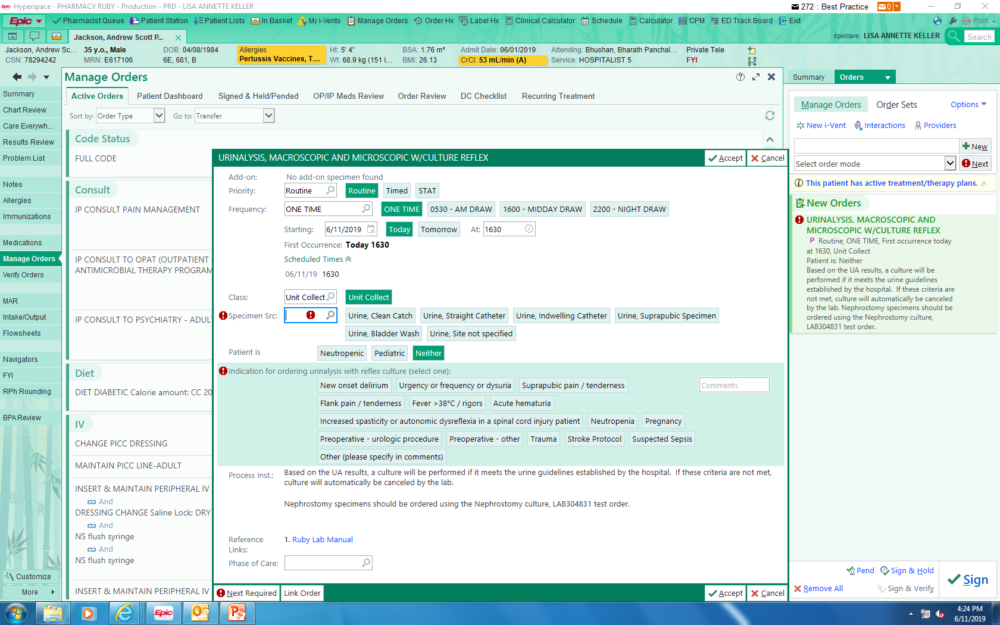 Epic Hyperspace - PHARMACY RUBY - Production - PRD - LISA ANNETTE KELLER
272 : Best Practice
0
Epic
Pharmacist Queue
Patient Station
Patient Lists
In Basket
My i-Vents
Manage Orders
Order Hx
Label Hx
Clinical Calculator
Schedule
Calculator
CPM
ED Track Board
Exit
Print
Jackson, Andrew Scott P...
EpicCare LISA ANNETTE KELLER
Search
Jackson, Andrew Sc... 35 y.o., Male DOB: 04/08/1984
CSN: 78294242 MRN: E617106 6E, 681, B
Allergies
Pertussis Vaccines, T...
Ht: 5' 4" BSA: 1.76 m² Admit Date: 06/01/2019 Attending: Bhushan, Bharath Panchal... Private Tele
Wt: 68.9 kg (151 l... BMI: 26.13 CrCl: 53 mL/min (A) Service: HOSPITALIST 5 FYI
Summary
Chart Review
Care Everywh...
Results Review
Problem List
Notes
Allergies
Immunizations
Medications
Manage Orders
Verify Orders
MAR
Intake/Output
Flowsheets
Navigators
FYI
RPh Rounding
BPA Review
Customize
More
Manage Orders
Active Orders
Patient Dashboard
Signed & Held/Pended
OP/IP Meds Review
Order Review
DC Checklist
Recurring Treatment
Sort by: Order Type Go to: Transfer
Code Status
FULL CODE
Consult
IP CONSULT PAIN MANAGEMENT
IP CONSULT TO OPAT (OUTPATIENT
ANTIMICROBIAL THERAPY PROGRAM
IP CONSULT TO PSYCHIATRY - ADUL
Diet
DIET DIABETIC Calorie amount: CC 20
IV
CHANGE PICC DRESSING
MAINTAIN PICC LINE-ADULT
INSERT & MAINTAIN PERIPHERAL IV
And
DRESSING CHANGE Saline Lock; DRY
And
NS flush syringe
And
NS flush syringe
INSERT & MAINTAIN PERIPHERAL IV
URINALYSIS, MACROSCOPIC AND MICROSCOPIC W/CULTURE REFLEX
Accept Cancel
Add-on: No add-on specimen found
Priority: Routine Routine Timed STAT
Frequency: ONE TIME ONE TIME 0530 - AM DRAW 1600 - MIDDAY DRAW 2200 - NIGHT DRAW
Starting: 6/11/2019 Today Tomorrow At: 1630
First Occurrence: Today 1630
Scheduled Times
06/11/19 1630
Class: Unit Collect Unit Collect
Specimen Src: Urine, Clean Catch Urine, Straight Catheter Urine, Indwelling Catheter Urine, Suprapubic Specimen
Urine, Bladder Wash Urine, Site not specified
Patient is Neutropenic Pediatric Neither
Indication for ordering urinalysis with reflex culture (select one):
New onset delirium Urgency or frequency or dysuria Suprapubic pain / tenderness Comments
Flank pain / tenderness Fever >38°C / rigors Acute hematuria
Increased spasticity or autonomic dysreflexia in a spinal cord injury patient Neutropenia Pregnancy
Preoperative - urologic procedure Preoperative - other Trauma Stroke Protocol Suspected Sepsis
Other (please specify in comments)
Process Inst.: Based on the UA results, a culture will be performed if it meets the urine guidelines established by the hospital. If these criteria are not met,
culture will automatically be canceled by the lab.
Nephrostomy specimens should be ordered using the Nephrostomy culture, LAB304831 test order.
Reference Links: 1. Ruby Lab Manual
Phase of Care:
Next Required Link Order Accept Cancel
Summary Orders
Manage Orders Order Sets Options
New i-Vent Interactions Providers
New
Select order mode Next
This patient has active treatment/therapy plans.
New Orders
URINALYSIS, MACROSCOPIC AND
MICROSCOPIC W/CULTURE REFLEX
P Routine, ONE TIME, First occurrence today
at 1630, Unit Collect
Patient is: Neither
Based on the UA results, a culture will be
performed if it meets the urine guidelines
established by the hospital. If these criteria are
not met, culture will automatically be canceled
by the lab. Nephrostomy specimens should be
ordered using the Nephrostomy culture,
LAB304831 test order.
Pend Sign & Hold
Remove All Sign & Verify
Sign
Epic
4:24 PM
6/11/2019